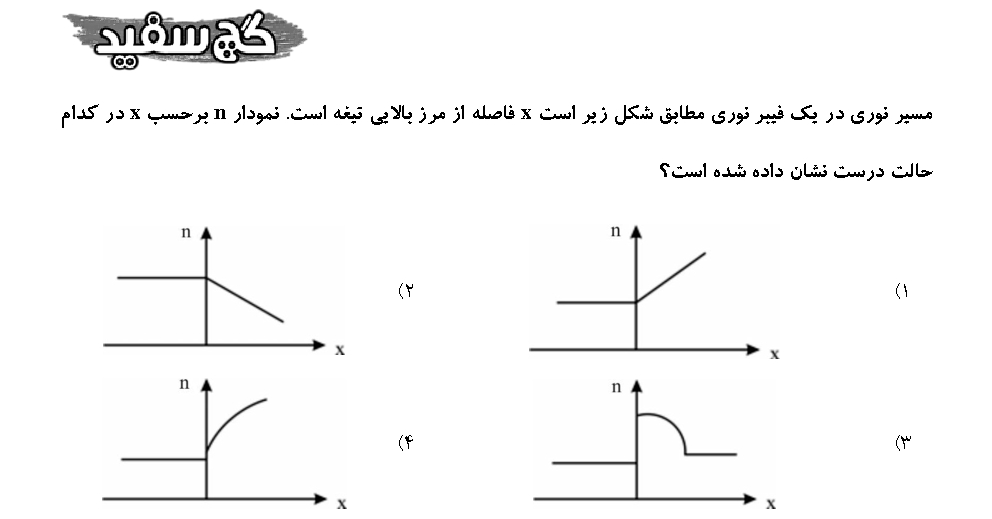 گچ سفید
مسیر نوری در یک فیبر نوری مطابق شکل زیر است x فاصله از مرز بالایی تیغه است. نمودار n برحسب x در کدام
حالت درست نشان داده شده است؟
۱) n x
۲) n x
۳) n x
۴) n x